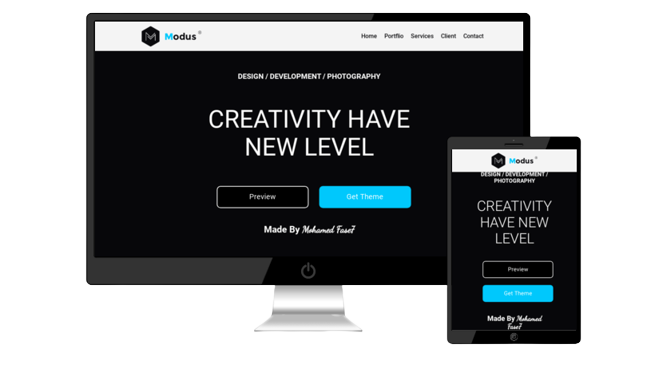 Modus®
Home Portflio Services Client Contact
DESIGN / DEVELOPMENT / PHOTOGRAPHY
CREATIVITY HAVE
NEW LEVEL
Preview Get Theme
Made By Mohamed Fase7
Modus®
DESIGN / DEVELOPMENT /
PHOTOGRAPHY
CREATIVITY
HAVE NEW
LEVEL
Preview
Get Theme
Made By Mohamed
Fase7